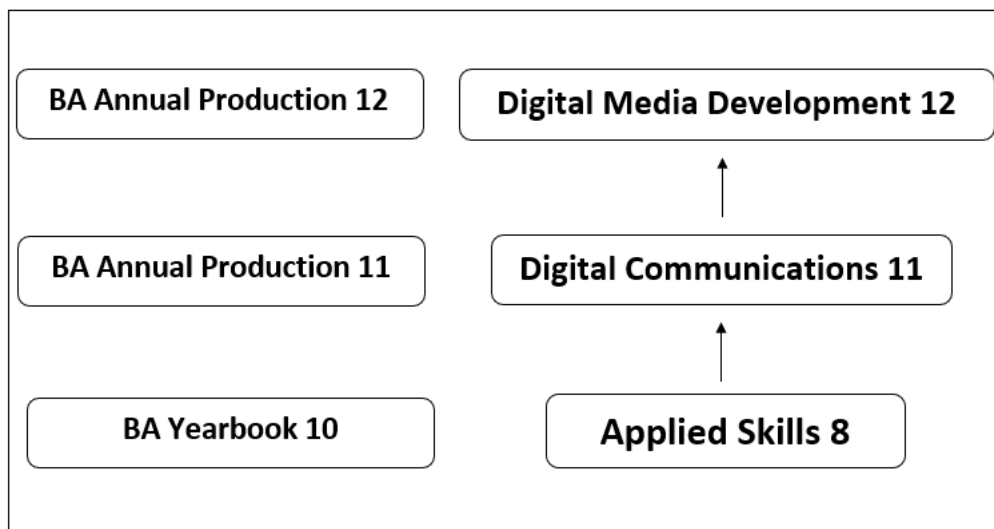 BA Annual Production 12
Digital Media Development 12
BA Annual Production 11
Digital Communications 11
BA Yearbook 10
Applied Skills 8